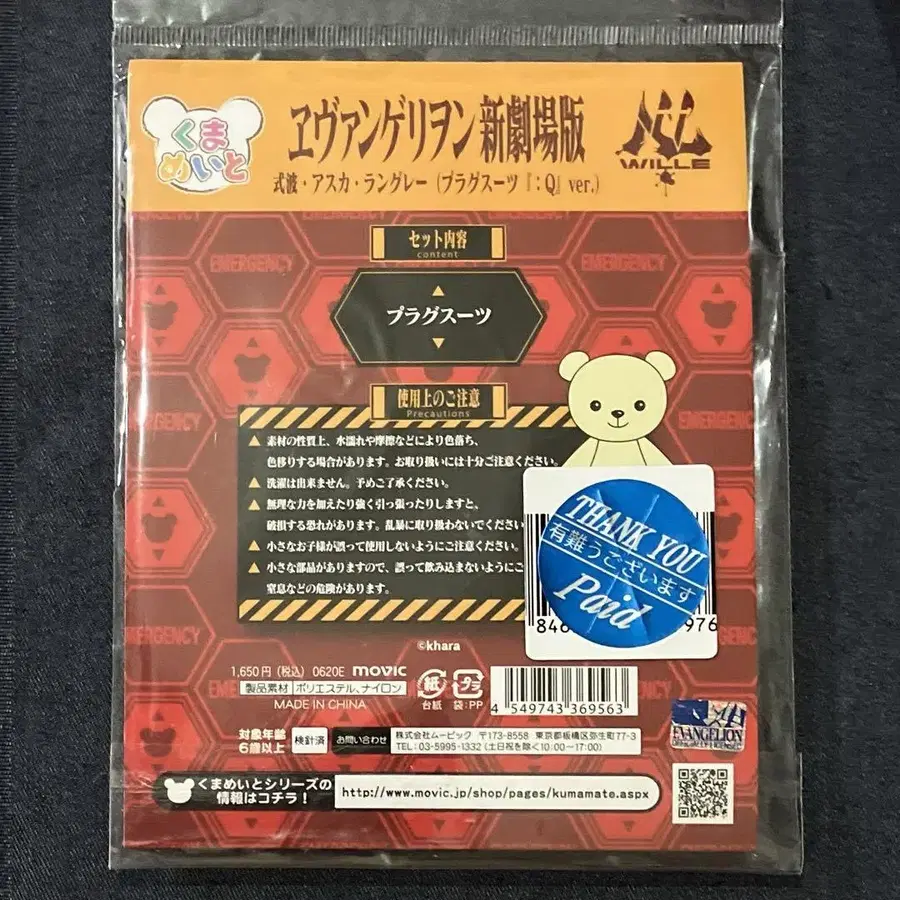 くま
めいと
ヱヴァンゲリヲン新劇場版
式波・アスカ・ラングレー (プラグスーツ『:Q』ver.)
WILLE
EMERGENCY
EMERGENCY
セット内容
content
プラグスーツ
使用上のご注意
Precautions
EMERGENCY
素材の性質上、水濡れや摩擦などにより色落ち、
色移りする場合があります。お取り扱いには十分ご注意ください。
洗濯は出来ません。予めご了承ください。
無理な力を加えたり強く引っ張ったりしますと、
破損する恐れがあります。乱暴に取り扱わないでください
小さなお子様が誤って使用しないようにご注意ください。
小さな部品がありますので、誤って飲み込まないようにご
窒息などの危険があります。
THANK YOU
有難うございます
Paid
846
976
EMERGENCY
©khara
1,650円(税込) 0620E movic
製品素材 ポリエステル、ナイロン
MADE IN CHINA
紙 台紙
プラ 袋:PP
4 549743 369563
対象年齢
6歳以上
検針済
お問い合わせ
株式会社ムービック 〒173-8558 東京都板橋区弥生町77-3
TEL:03-5995-1332 (土日祝を除く10:00~17:00)
EVANGELION
OFFICIALLY LICENSED
くまめいとシリーズの
情報はコチラ!
http://www.movic.jp/shop/pages/kumamate.aspx